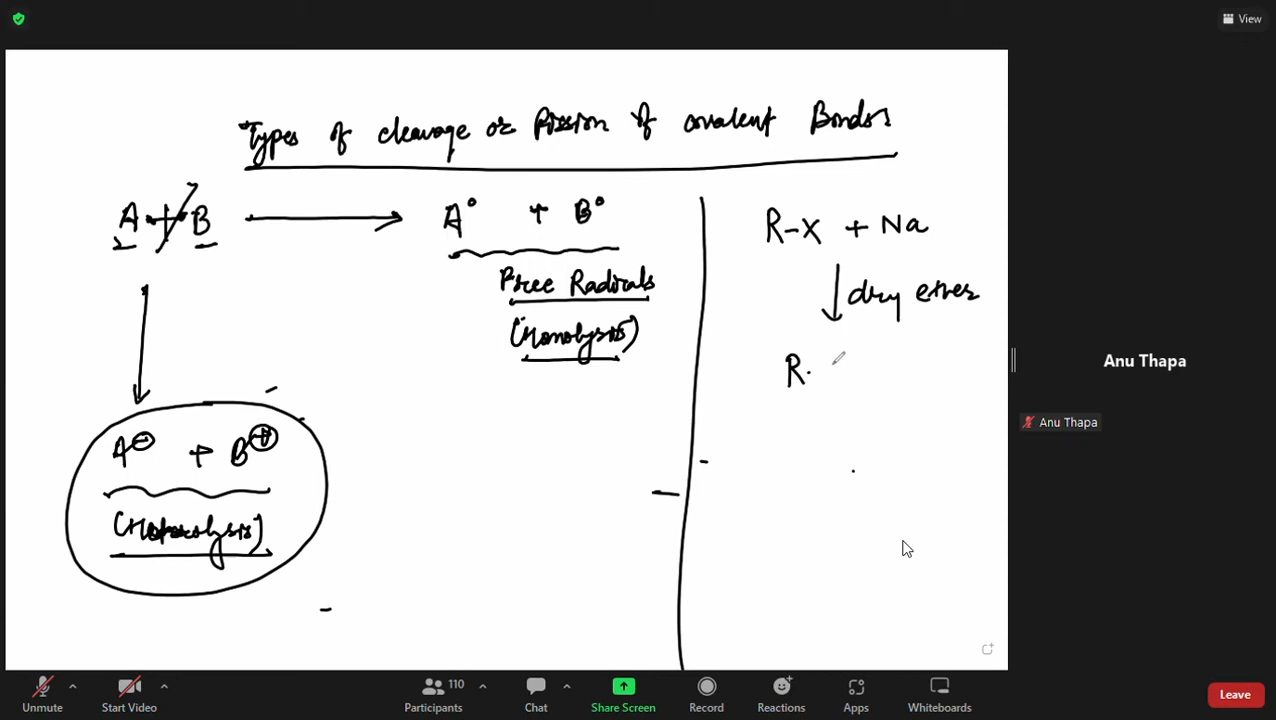 View
Types of cleavage or Fission of covalent Bonds
A + B → A° + B°
Free Radicals
(Homolysis)
A⊖ + B⊕
(Heterolysis)
R-X + Na
↓ dry ether
R·
Anu Thapa
Anu Thapa
Unmute
Start Video
Participants
110
Chat
Share Screen
Record
Reactions
Apps
Whiteboards
Leave